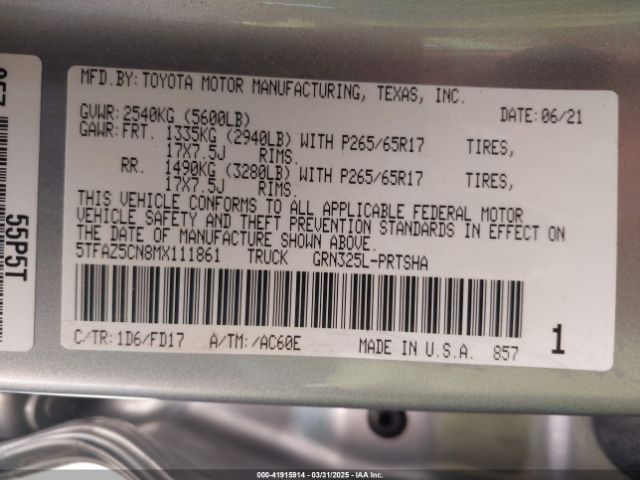 MFD.BY: TOYOTA MOTOR MANUFACTURING, TEXAS, INC.
GVWR: 2540KG (5600LB) DATE: 06/21
GAWR: FRT. 1335KG (2940LB) WITH P265/65R17 TIRES,
17X7.5J RIMS.
RR. 1490KG (3280LB) WITH P265/65R17 TIRES,
17X7.5J RIMS.
THIS VEHICLE CONFORMS TO ALL APPLICABLE FEDERAL MOTOR
VEHICLE SAFETY AND THEFT PREVENTION STANDARDS IN EFFECT ON
THE DATE OF MANUFACTURE SHOWN ABOVE.
5TFAZ5CN8MX111861 TRUCK GRN325L-PRTSHA
C/TR: 1D6/FD17 A/TM: /AC60E MADE IN U.S.A. 857 1
55P5T
000-41915914 - 03/31/2025 - IAA Inc.